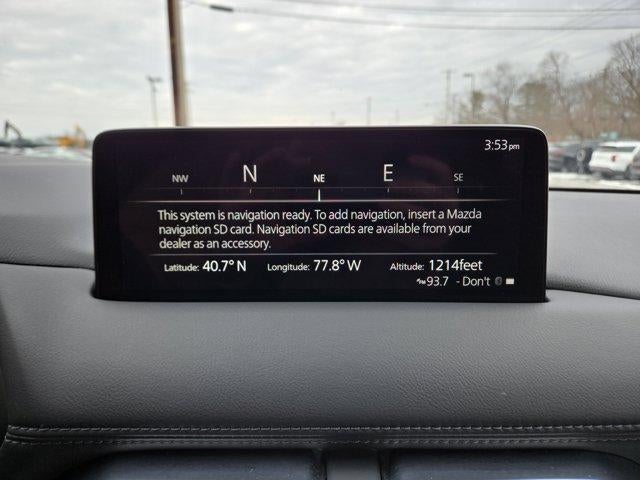 3:53pm
NW N NE E SE
This system is navigation ready. To add navigation, insert a Mazda
navigation SD card. Navigation SD cards are available from your
dealer as an accessory.
Latitude: 40.7° N Longitude: 77.8° W Altitude: 1214feet
FM 93.7 - Don't